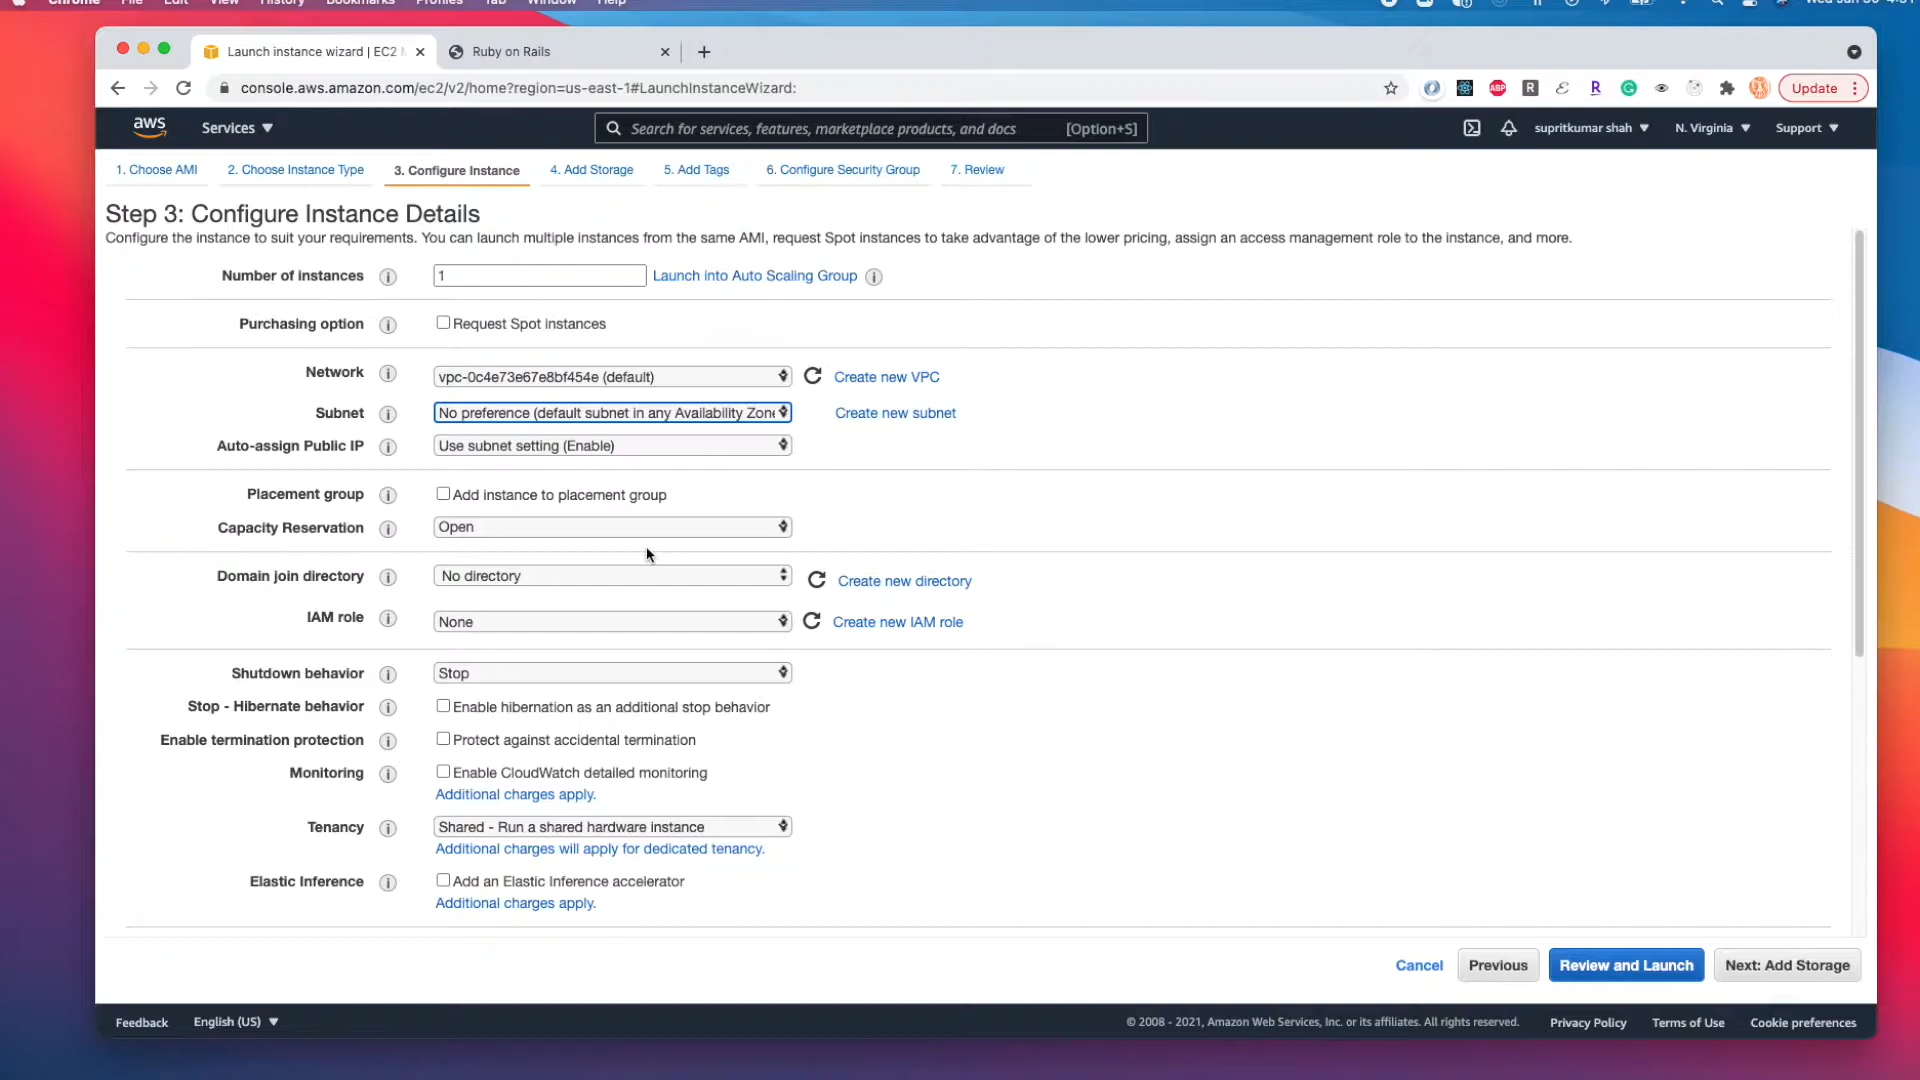 Chrome File Edit View History Bookmarks Profiles Tab Window Help
Launch instance wizard | EC2 Ruby on Rails
console.aws.amazon.com/ec2/v2/home?region=us-east-1#LaunchInstanceWizard: ABP R R Update
aws Services Search for services, features, marketplace products, and docs [Option+S] supritkumar shah N. Virginia Support
1. Choose AMI 2. Choose Instance Type 3. Configure Instance 4. Add Storage 5. Add Tags 6. Configure Security Group 7. Review
Step 3: Configure Instance Details
Configure the instance to suit your requirements. You can launch multiple instances from the same AMI, request Spot instances to take advantage of the lower pricing, assign an access management role to the instance, and more.
Number of instances i 1 Launch into Auto Scaling Group i
Purchasing option i Request Spot instances
Network i vpc-0c4e73e67e8bf454e (default) Create new VPC
Subnet i No preference (default subnet in any Availability Zone Create new subnet
Auto-assign Public IP i Use subnet setting (Enable)
Placement group i Add instance to placement group
Capacity Reservation i Open
Domain join directory i No directory Create new directory
IAM role i None Create new IAM role
Shutdown behavior i Stop
Stop - Hibernate behavior i Enable hibernation as an additional stop behavior
Enable termination protection i Protect against accidental termination
Monitoring i Enable CloudWatch detailed monitoring
Additional charges apply.
Tenancy i Shared - Run a shared hardware instance
Additional charges will apply for dedicated tenancy.
Elastic Inference i Add an Elastic Inference accelerator
Additional charges apply.
Cancel Previous Review and Launch Next: Add Storage
Feedback English (US) © 2008 - 2021, Amazon Web Services, Inc. or its affiliates. All rights reserved. Privacy Policy Terms of Use Cookie preferences